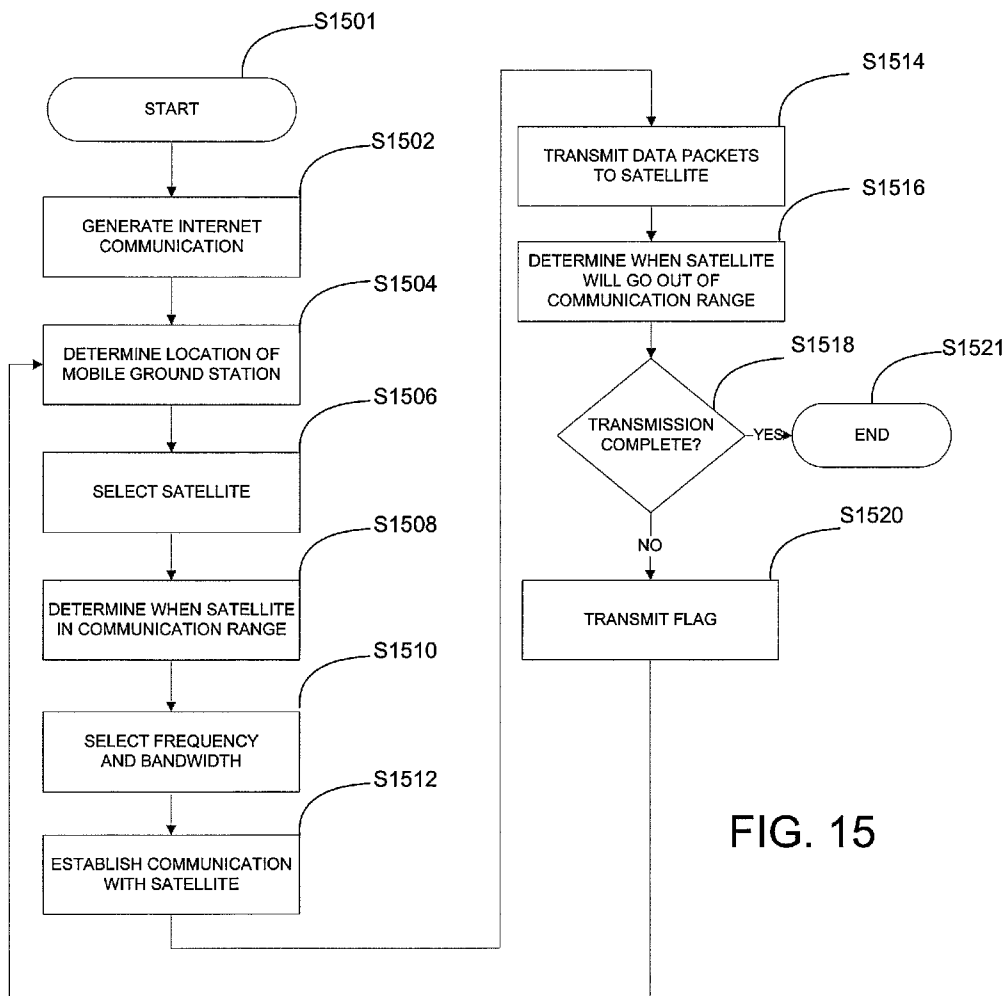 S1501
START
S1502
GENERATE INTERNET
COMMUNICATION
S1504
DETERMINE LOCATION OF
MOBILE GROUND STATION
S1506
SELECT SATELLITE
S1508
DETERMINE WHEN SATELLITE
IN COMMUNICATION RANGE
S1510
SELECT FREQUENCY
AND BANDWIDTH
S1512
ESTABLISH COMMUNICATION
WITH SATELLITE
S1514
TRANSMIT DATA PACKETS
TO SATELLITE
S1516
DETERMINE WHEN SATELLITE
WILL GO OUT OF
COMMUNICATION RANGE
S1518
TRANSMISSION
COMPLETE?
YES
S1521
END
NO
S1520
TRANSMIT FLAG
FIG. 15